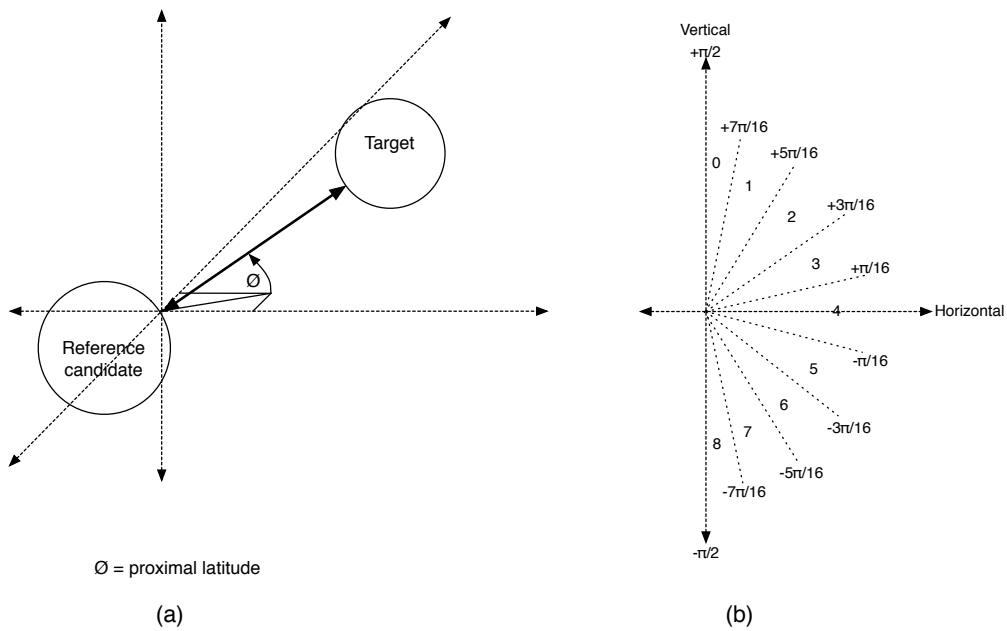 Target
Ø
Reference
candidate
Ø = proximal latitude
(a)
Vertical
+π/2
+7π/16
0
+5π/16
1
+3π/16
2
3
+π/16
4
Horizontal
-π/16
5
6
-3π/16
7
8
-5π/16
-7π/16
-π/2
(b)